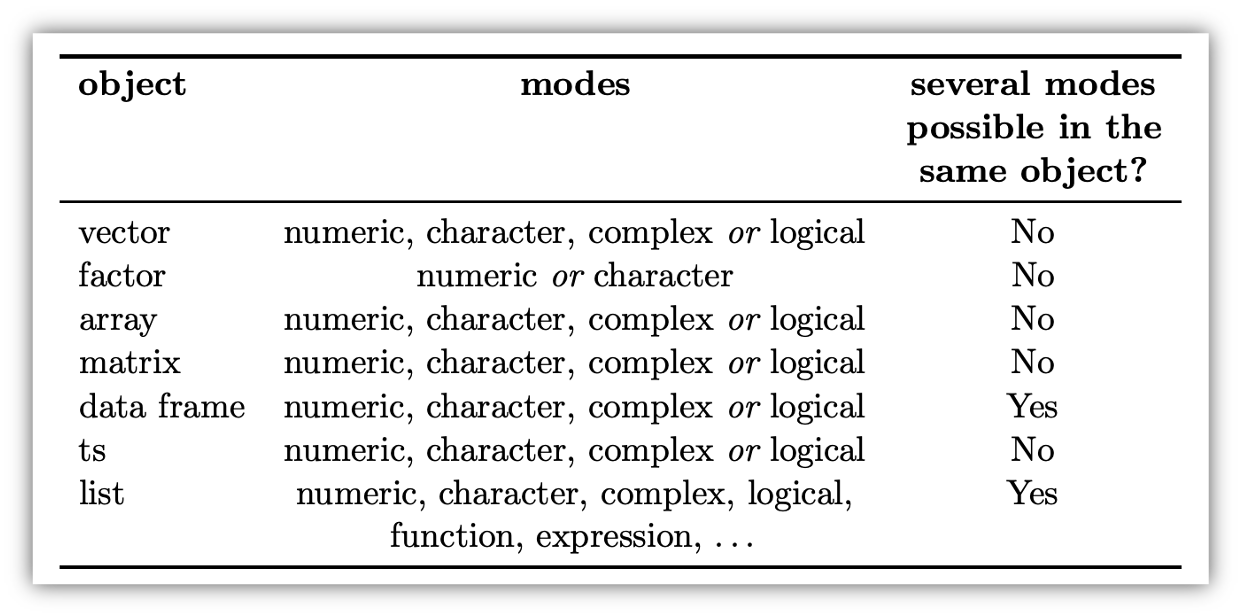 object modes several modes
possible in the
same object?
vector numeric, character, complex or logical No
factor numeric or character No
array numeric, character, complex or logical No
matrix numeric, character, complex or logical No
data frame numeric, character, complex or logical Yes
ts numeric, character, complex or logical No
list numeric, character, complex, logical, Yes
function, expression, ...